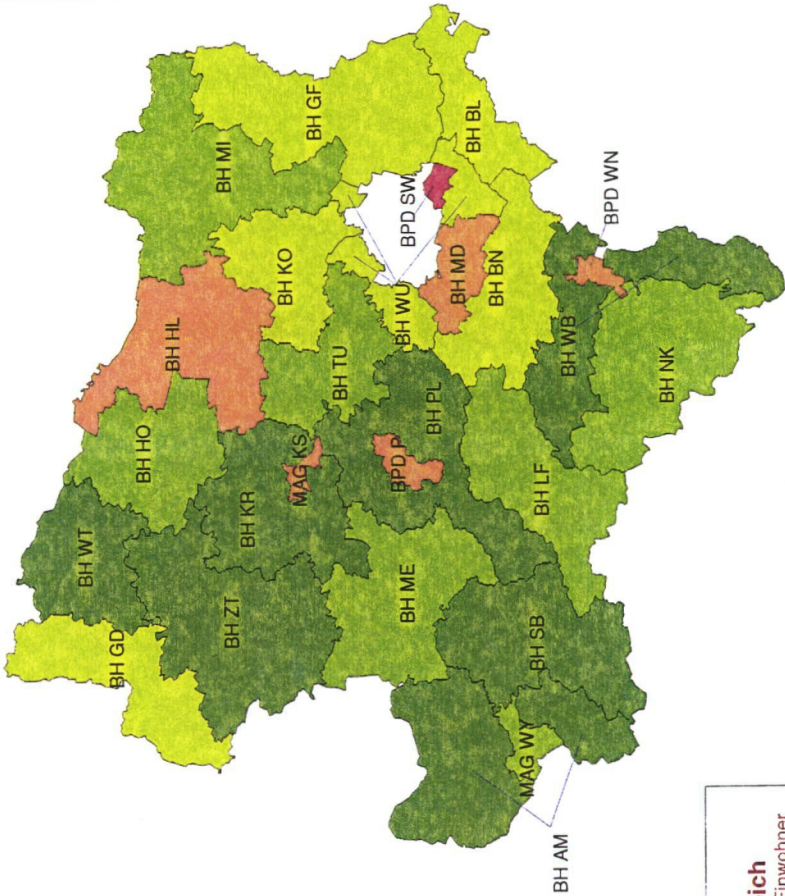 BH GD
BH WT
BH HO
BH HL
BH MI
BH ZT
BH KR
MAG KS
BH TU
BH KO
BH GF
BH WU
BPD SW
BH ME
BPD P
BH PL
BH MD
BH BL
BH AM
MAG WY
BH SB
BH LF
BH BN
BH WB
BPD WN
BH NK
ich
Einwohner